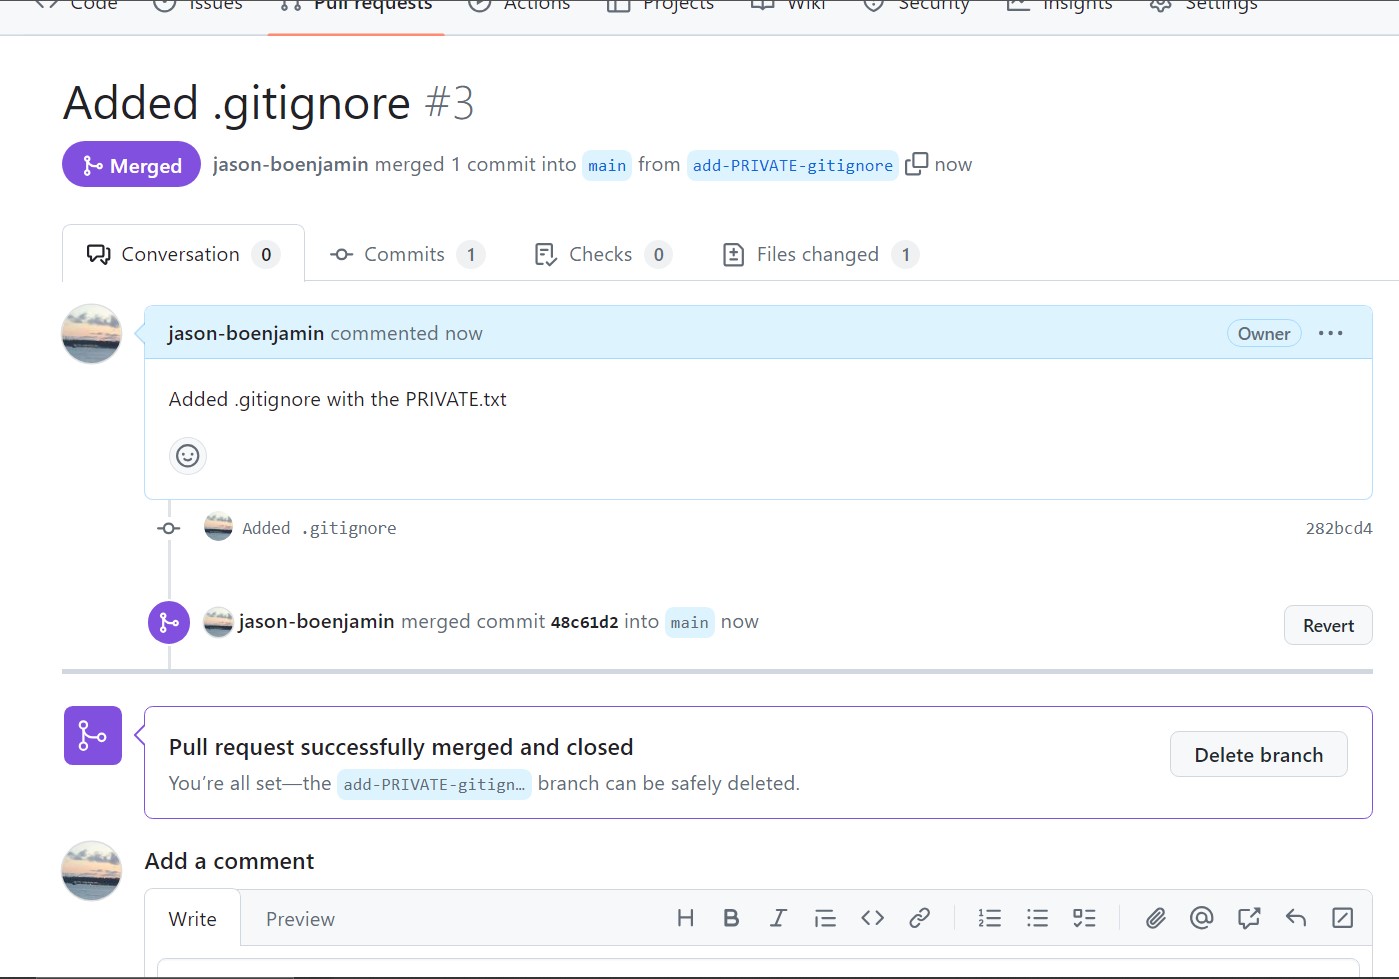 Code Issues Pull requests Actions Projects Wiki Security Insights Settings
Added .gitignore #3
Merged jason-boenjamin merged 1 commit into main from add-PRIVATE-gitignore now
Conversation 0 Commits 1 Checks 0 Files changed 1
jason-boenjamin commented now Owner
Added .gitignore with the PRIVATE.txt
Added .gitignore 282bcd4
jason-boenjamin merged commit 48c61d2 into main now Revert
Pull request successfully merged and closed
Delete branch
You’re all set—the add-PRIVATE-gitign… branch can be safely deleted.
Add a comment
Write Preview